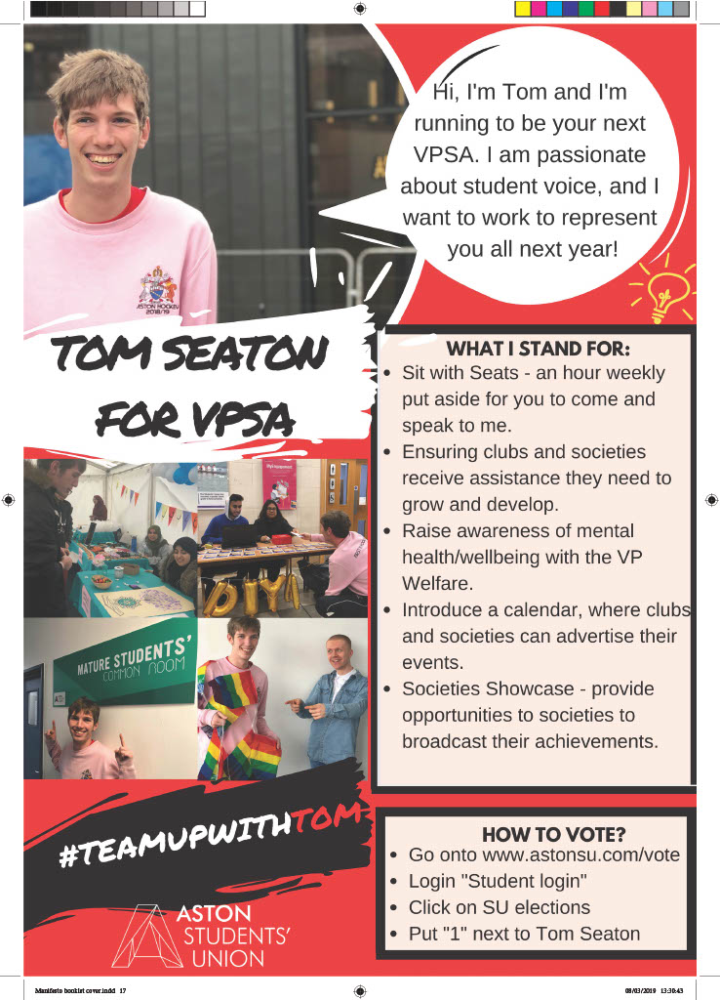 Hi, I'm Tom and I'm
running to be your next
VPSA. I am passionate
about student voice, and I
want to work to represent
you all next year!
ASTON HOCKEY
2018/19
TOM SEATON
FOR VPSA
WHAT I STAND FOR:
• Sit with Seats - an hour weekly
put aside for you to come and
speak to me.
• Ensuring clubs and societies
receive assistance they need to
grow and develop.
• Raise awareness of mental
health/wellbeing with the VP
Welfare.
• Introduce a calendar, where clubs
and societies can advertise their
events.
• Societies Showcase - provide
opportunities to societies to
broadcast their achievements.
DIYA
MATURE STUDENTS'
COMMON ROOM
#TEAMUPWITHTOM
ASTON
STUDENTS'
UNION
HOW TO VOTE?
• Go onto www.astonsu.com/vote
• Login "Student login"
• Click on SU elections
• Put "1" next to Tom Seaton
Manifesto booklet cover.indd 17
08/03/2019 13:30:43